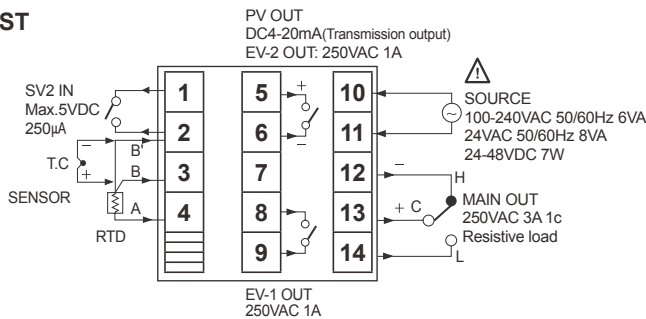 ST
PV OUT
DC4-20mA(Transmission output)
EV-2 OUT: 250VAC 1A
SV2 IN
Max.5VDC
250µA
T.C
−
+
SENSOR
B'
B
A
RTD
1
2
3
4
5
6
7
8
9
+
−
10
11
12
13
14
SOURCE
100-240VAC 50/60Hz 6VA
24VAC 50/60Hz 8VA
24-48VDC 7W
−
H
+ C
L
MAIN OUT
250VAC 3A 1c
Resistive load
EV-1 OUT
250VAC 1A
!
~